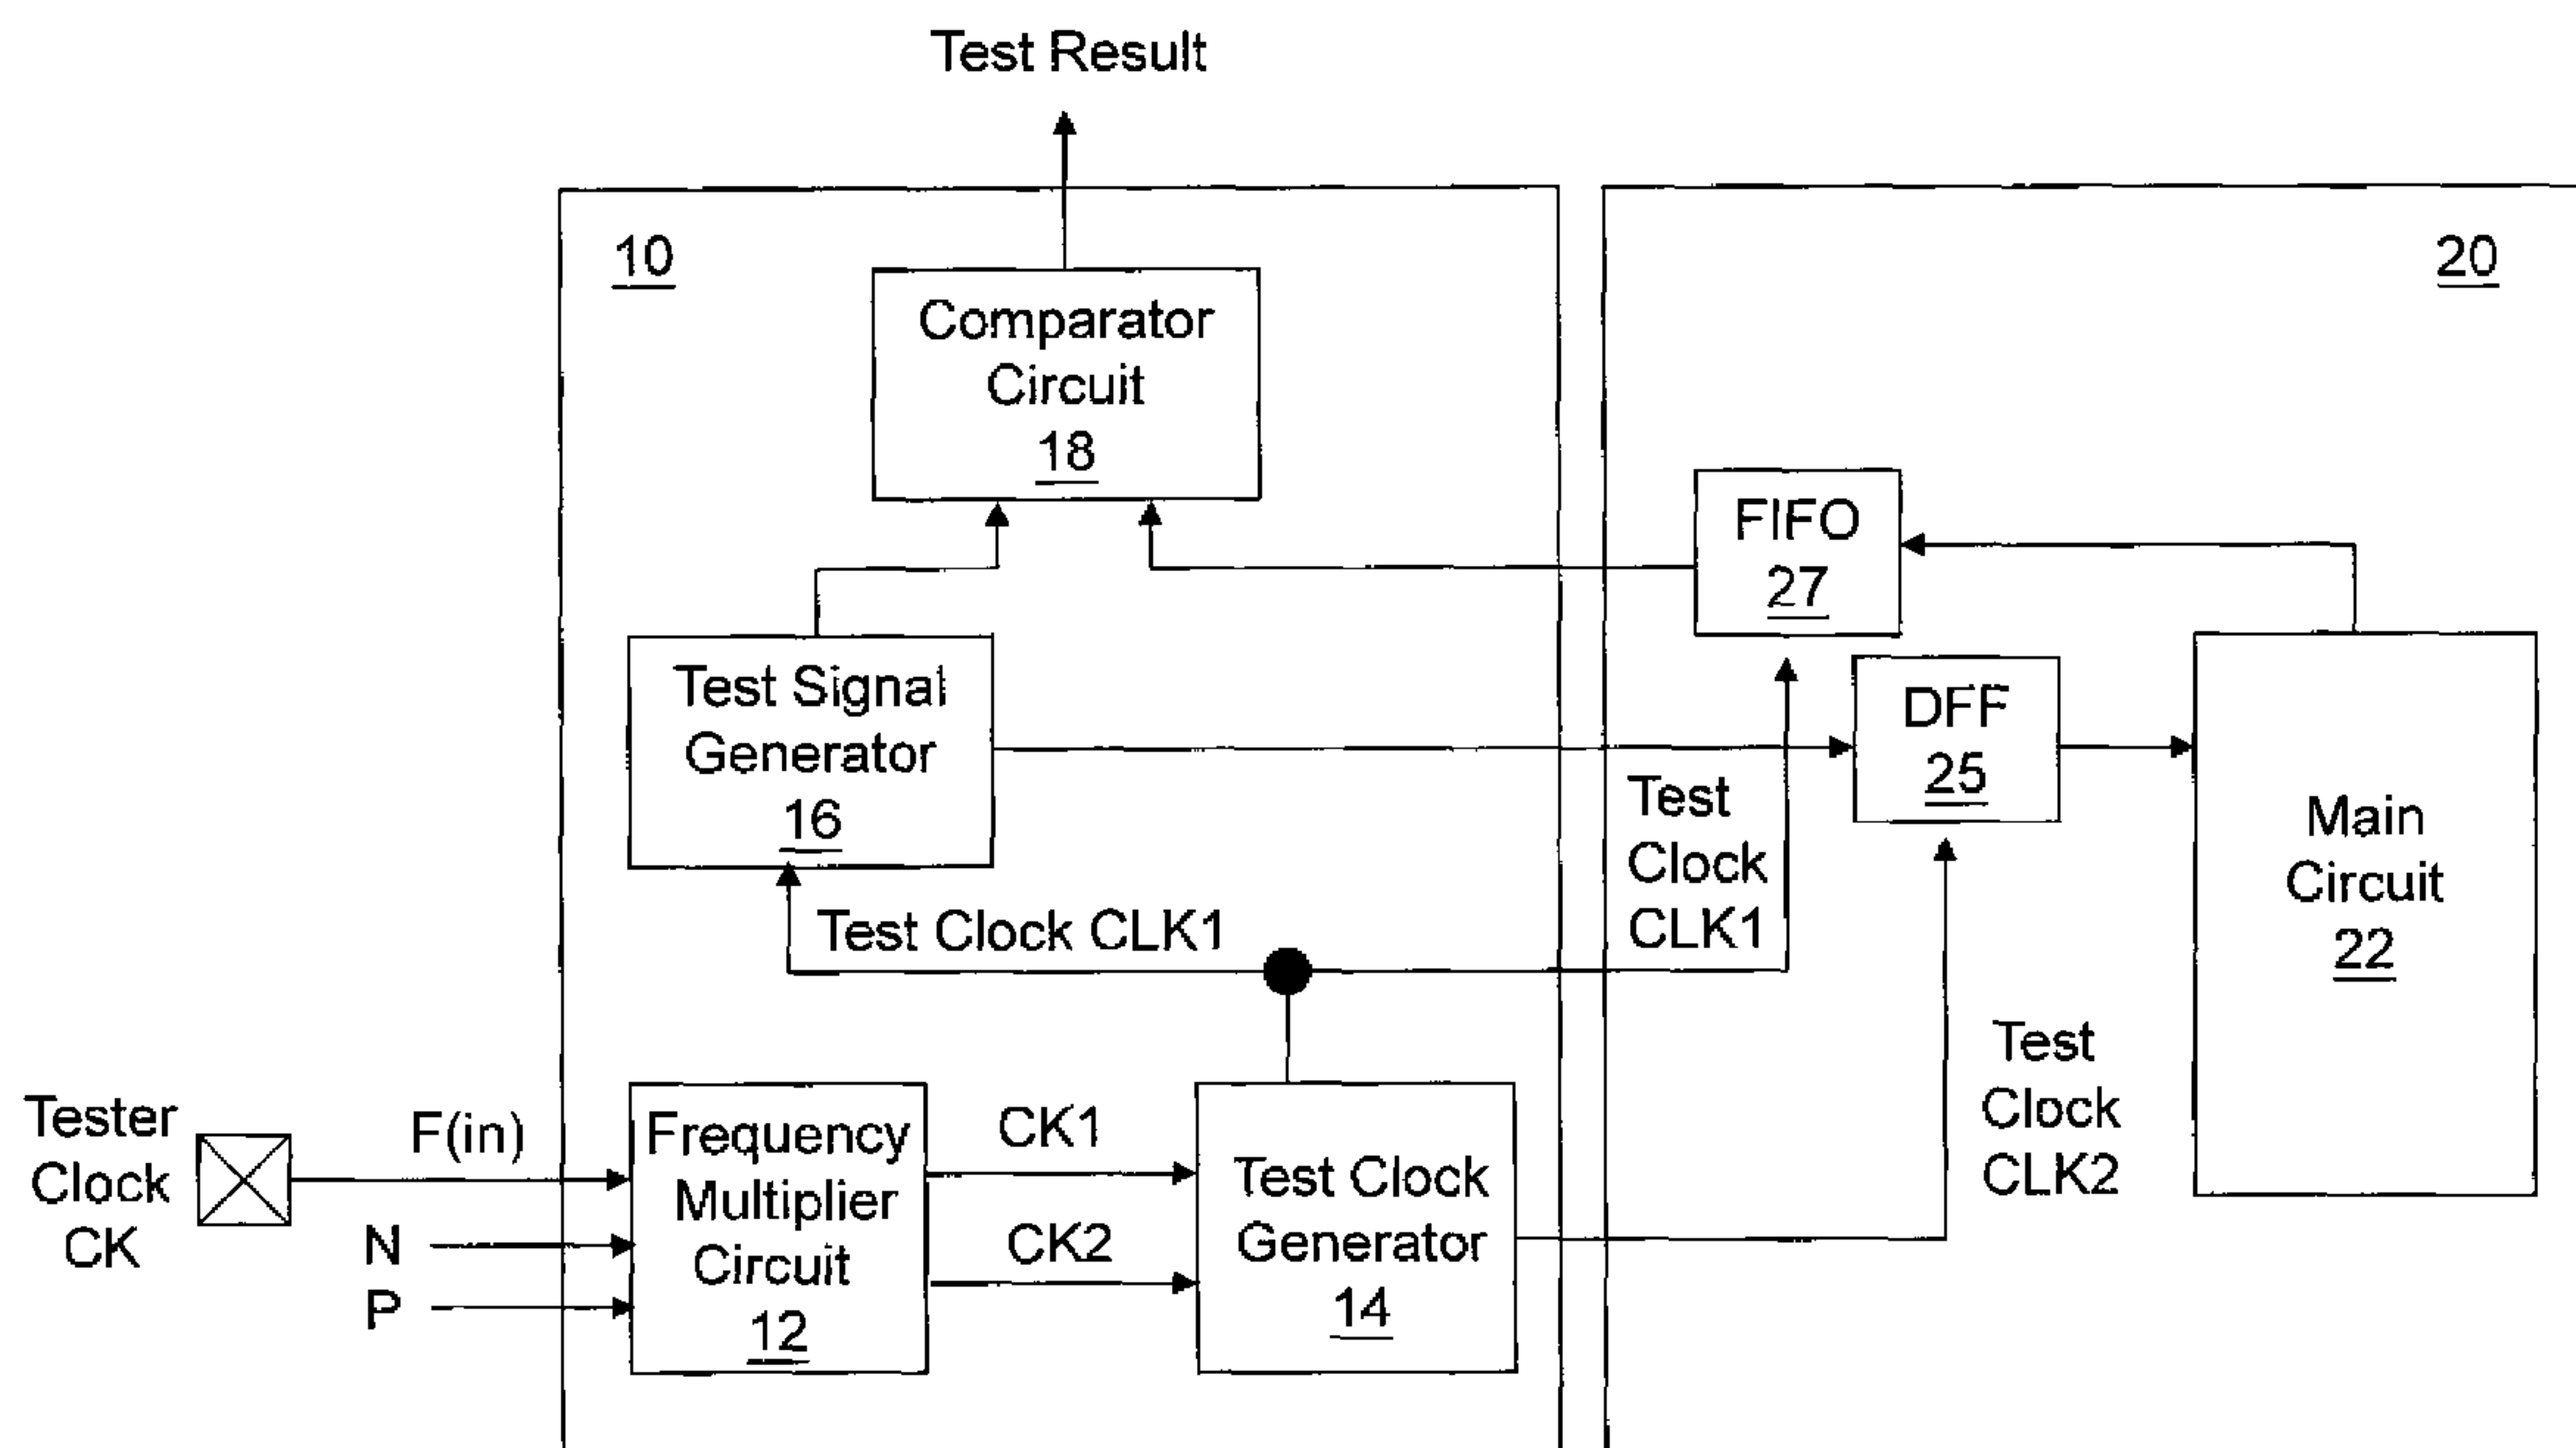 Test Result
10
20
Comparator
Circuit
18
FIFO
27
Test Signal
Generator
16
DFF
25
Test
Clock
CLK1
Main
Circuit
22
Test Clock CLK1
Test
Clock
CLK2
Tester
Clock
CK
F(in)
N
P
Frequency
Multiplier
Circuit
12
CK1
CK2
Test Clock
Generator
14